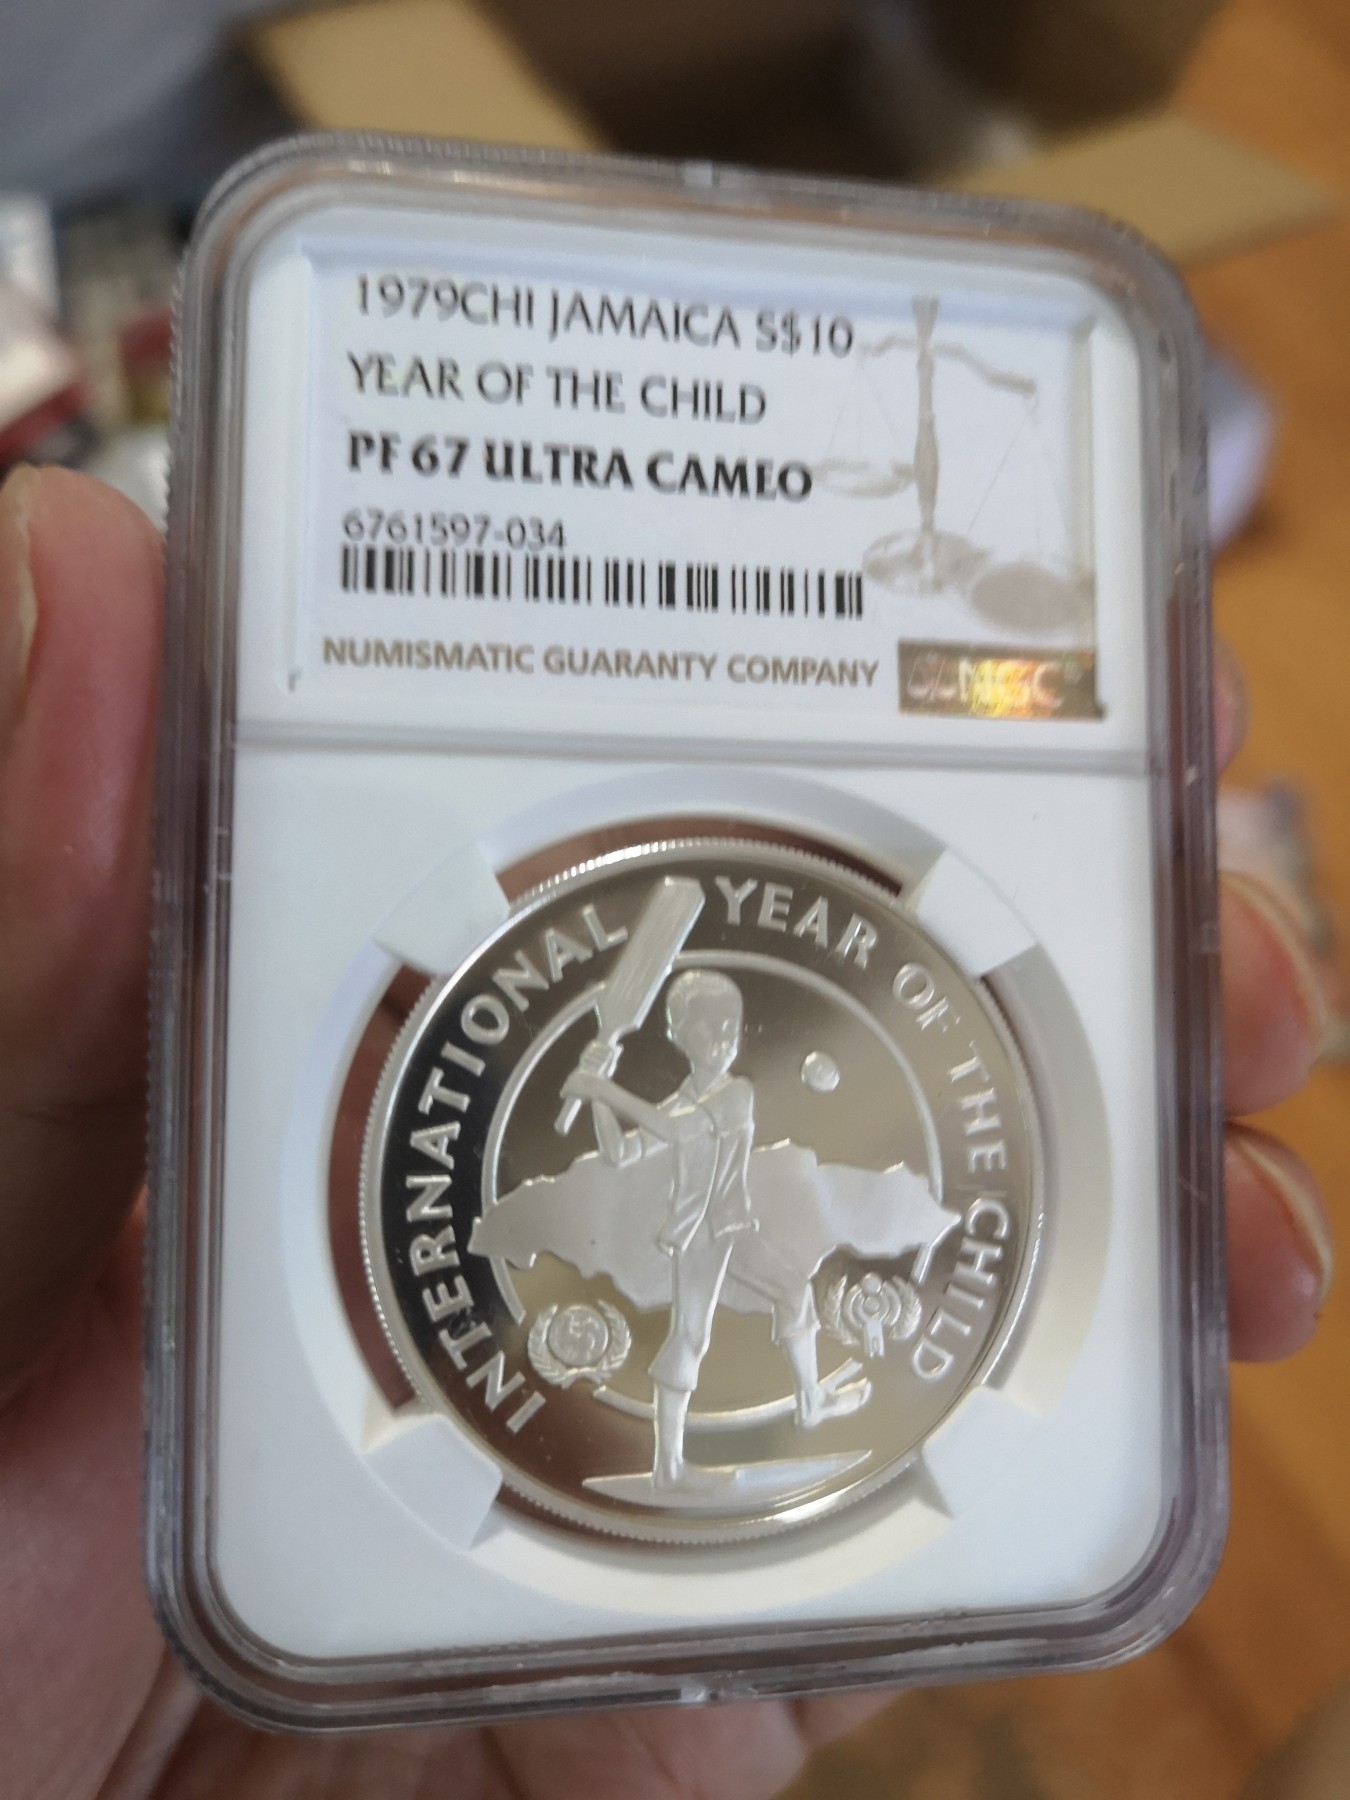 1979CHI JAMAICA S$10
YEAR OF THE CHILD
PF 67 ULTRA CAMEO
6761597-034
NUMISMATIC GUARANTY COMPANY
NGC
INTERNATIONAL YEAR OF THE CHILD